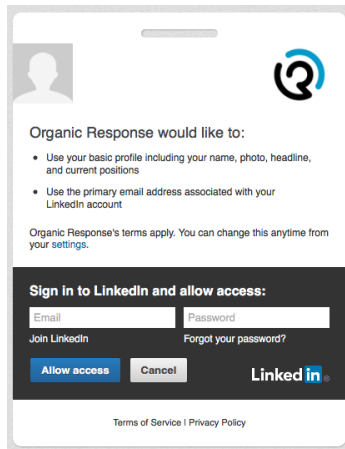 Organic Response would like to:
• Use your basic profile including your name, photo, headline,
and current positions
• Use the primary email address associated with your
LinkedIn account
Organic Response's terms apply. You can change this anytime from
your settings.
Sign in to LinkedIn and allow access:
Email Password
Join LinkedIn Forgot your password?
Allow access Cancel LinkedIn®
Terms of Service | Privacy Policy